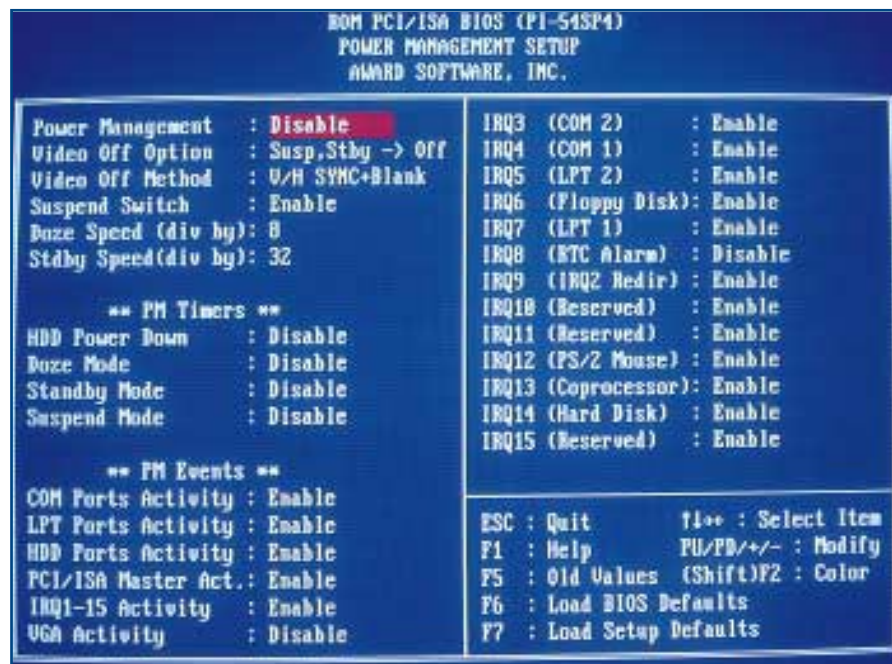 ROM PCI/ISA BIOS (PI-54SP4)
POWER MANAGEMENT SETUP
AWARD SOFTWARE, INC.
Power Management : Disable
Video Off Option : Susp,Stby -> Off
Video Off Method : V/H SYNC+Blank
Suspend Switch : Enable
Doze Speed (div by): 8
Stdby Speed(div by): 32
** PM Timers **
HDD Power Down : Disable
Doze Mode : Disable
Standby Mode : Disable
Suspend Mode : Disable
** PM Events **
COM Ports Activity : Enable
LPT Ports Activity : Enable
HDD Ports Activity : Enable
PCI/ISA Master Act.: Enable
IRQ1-15 Activity : Enable
VGA Activity : Disable
IRQ3 (COM 2) : Enable
IRQ4 (COM 1) : Enable
IRQ5 (LPT 2) : Enable
IRQ6 (Floppy Disk): Enable
IRQ7 (LPT 1) : Enable
IRQ8 (RTC Alarm) : Disable
IRQ9 (IRQ2 Redir) : Enable
IRQ10 (Reserved) : Enable
IRQ11 (Reserved) : Enable
IRQ12 (PS/2 Mouse) : Enable
IRQ13 (Coprocessor): Enable
IRQ14 (Hard Disk) : Enable
IRQ15 (Reserved) : Enable
ESC : Quit ↑↓→← : Select Item
F1 : Help PU/PD/+/- : Modify
F5 : Old Values (Shift)F2 : Color
F6 : Load BIOS Defaults
F7 : Load Setup Defaults